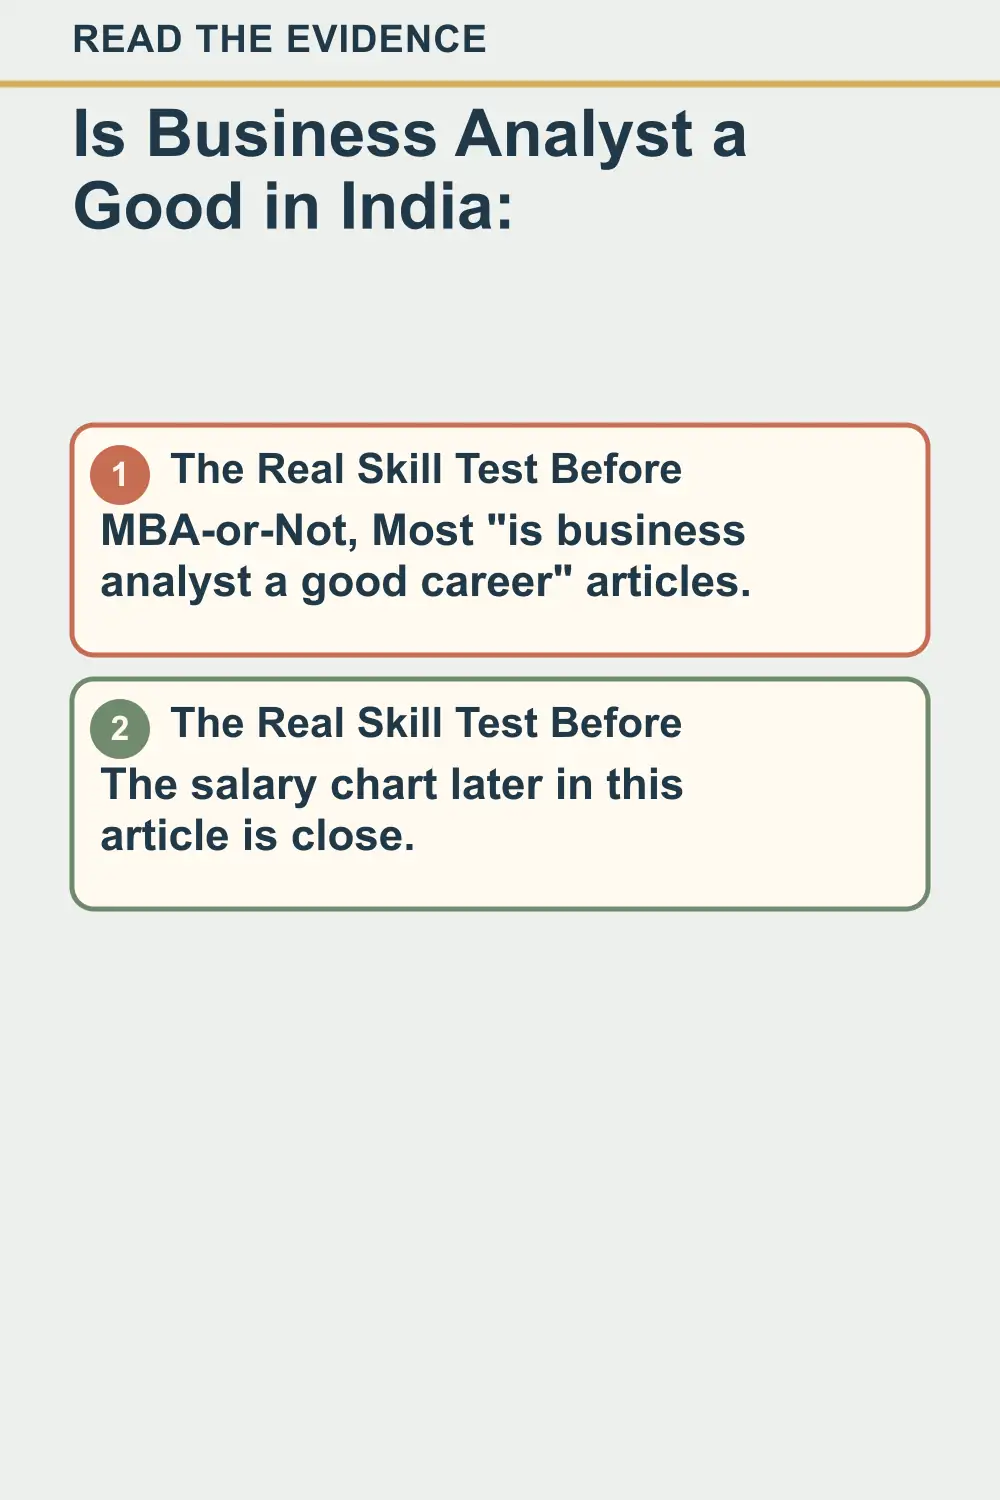 READ THE EVIDENCE
Is Business Analyst a
Good in India:
1 The Real Skill Test Before
MBA-or-Not, Most "is business
analyst a good career" articles.
2 The Real Skill Test Before
The salary chart later in this
article is close.